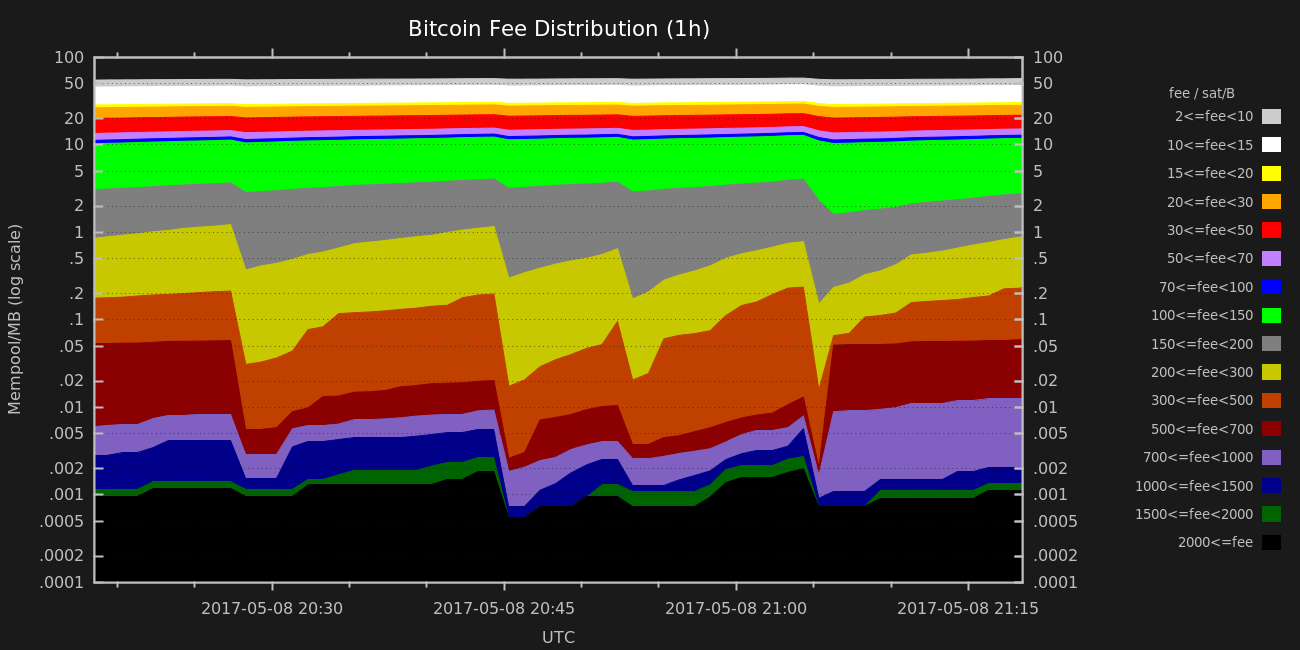 Bitcoin Fee Distribution (1h)
Mempool/MB (log scale)
100
50
20
10
5
2
1
.5
.2
.1
.05
.02
.01
.005
.002
.001
.0005
.0002
.0001
100
50
20
10
5
2
1
.5
.2
.1
.05
.02
.01
.005
.002
.001
.0005
.0002
.0001
2017-05-08 20:30
2017-05-08 20:45
2017-05-08 21:00
2017-05-08 21:15
UTC
fee / sat/B
2<=fee<10
10<=fee<15
15<=fee<20
20<=fee<30
30<=fee<50
50<=fee<70
70<=fee<100
100<=fee<150
150<=fee<200
200<=fee<300
300<=fee<500
500<=fee<700
700<=fee<1000
1000<=fee<1500
1500<=fee<2000
2000<=fee